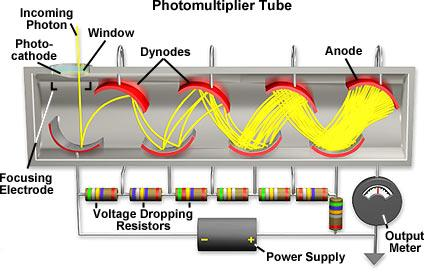 Photomultiplier Tube
Incoming
Photon
Window
Photo-
cathode
Dynodes
Anode
Focusing
Electrode
Voltage Dropping
Resistors
Power Supply
Output
Meter